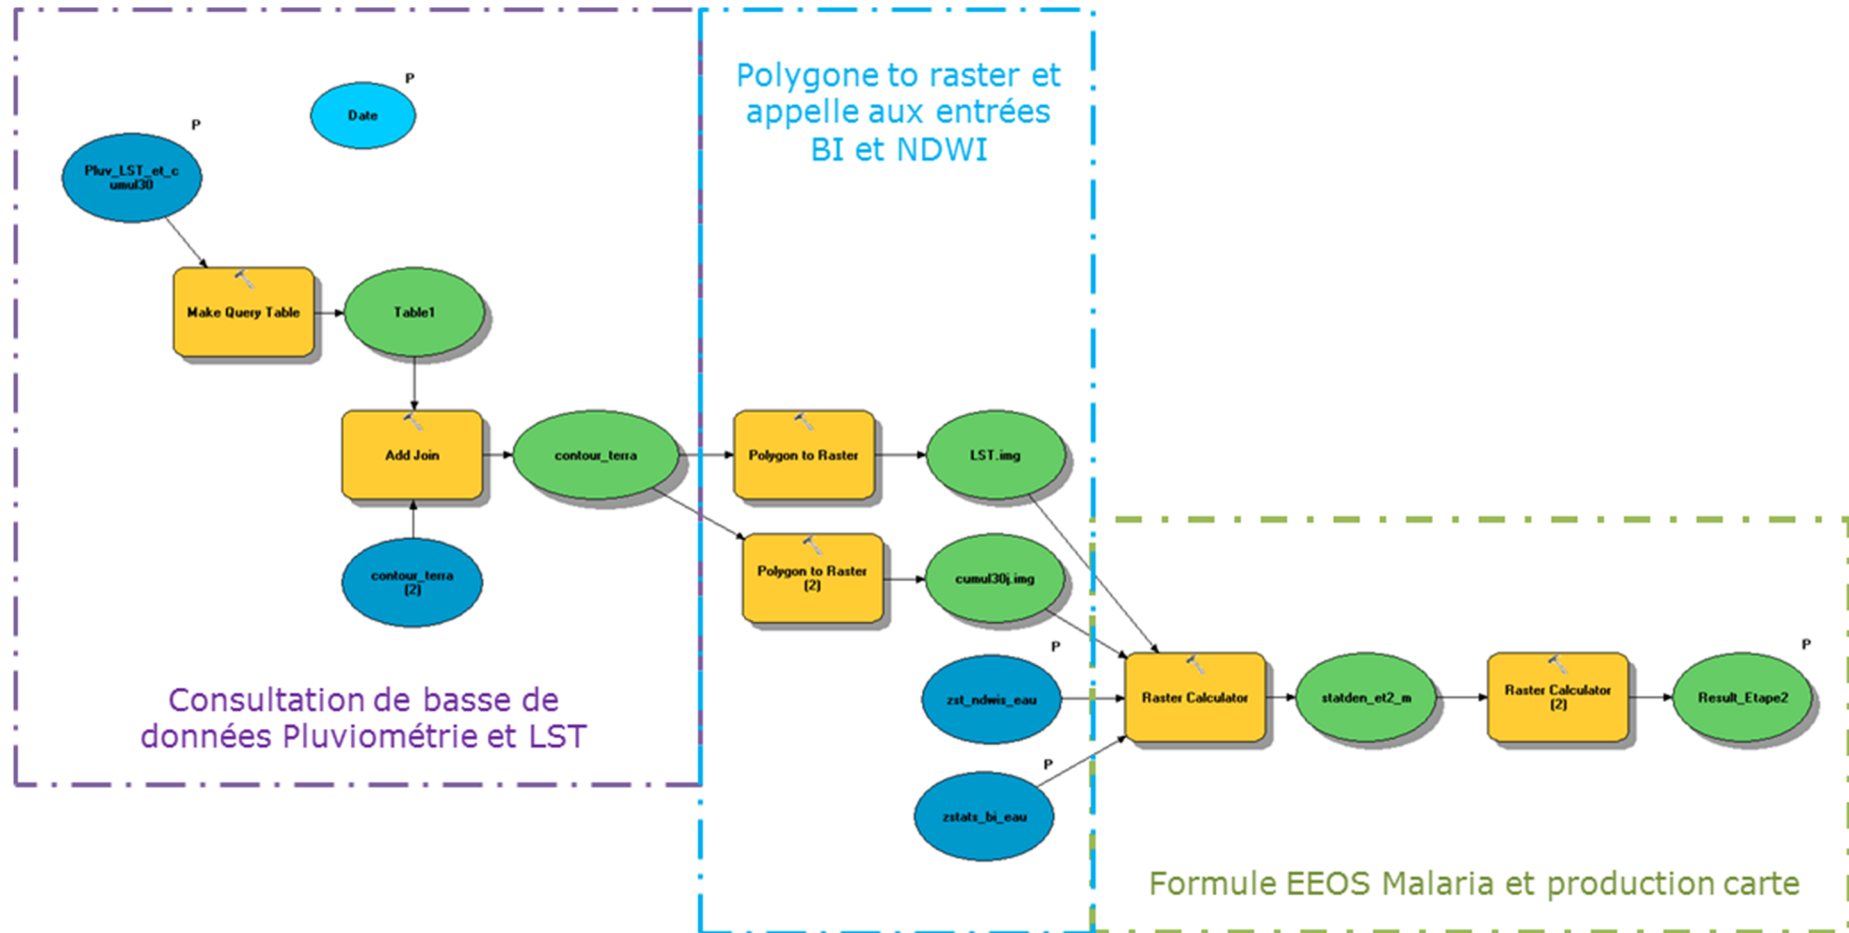 P
Date
P
Pluv_LST_et_c
umul30
Make Query Table
Table1
Add Join
contour_terra
contour_terra
(2)
Consultation de basse de
données Pluviométrie et LST
Polygone to raster et
appelle aux entrées
BI et NDWI
Polygon to Raster
LST.img
Polygon to Raster
(2)
cumul30j.img
P
zst_ndwis_eau
P
zstats_bi_eau
Raster Calculator
statden_et2_m
Raster Calculator
(2)
P
Result_Etape2
Formule EEOS Malaria et production carte